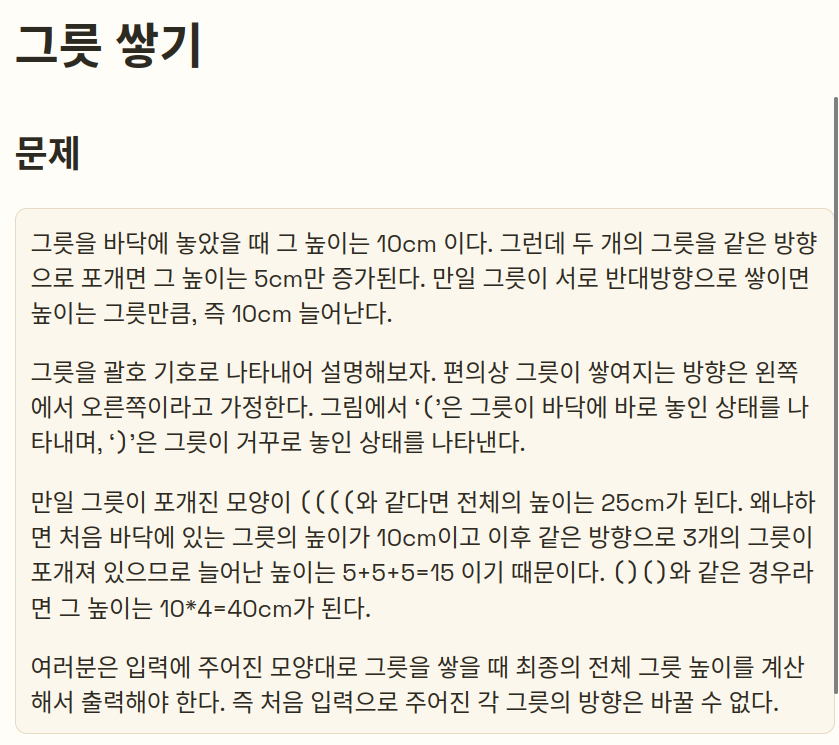 그릇 쌓기
문제
그릇을 바닥에 놓았을 때 그 높이는 10cm 이다. 그런데 두 개의 그릇을 같은 방향
으로 포개면 그 높이는 5cm만 증가된다. 만일 그릇이 서로 반대방향으로 쌓이면
높이는 그릇만큼, 즉 10cm 늘어난다.
그릇을 괄호 기호로 나타내어 설명해보자. 편의상 그릇이 쌓여지는 방향은 왼쪽
에서 오른쪽이라고 가정한다. 그림에서 ‘(’은 그릇이 바닥에 바로 놓인 상태를 나
타내며, ‘)’은 그릇이 거꾸로 놓인 상태를 나타낸다.
만일 그릇이 포개진 모양이 ((((와 같다면 전체의 높이는 25cm가 된다. 왜냐하
면 처음 바닥에 있는 그릇의 높이가 10cm이고 이후 같은 방향으로 3개의 그릇이
포개져 있으므로 늘어난 높이는 5+5+5=15 이기 때문이다. ()()와 같은 경우라
면 그 높이는 10*4=40cm가 된다.
여러분은 입력에 주어진 모양대로 그릇을 쌓을 때 최종의 전체 그릇 높이를 계산
해서 출력해야 한다. 즉 처음 입력으로 주어진 각 그릇의 방향은 바꿀 수 없다.